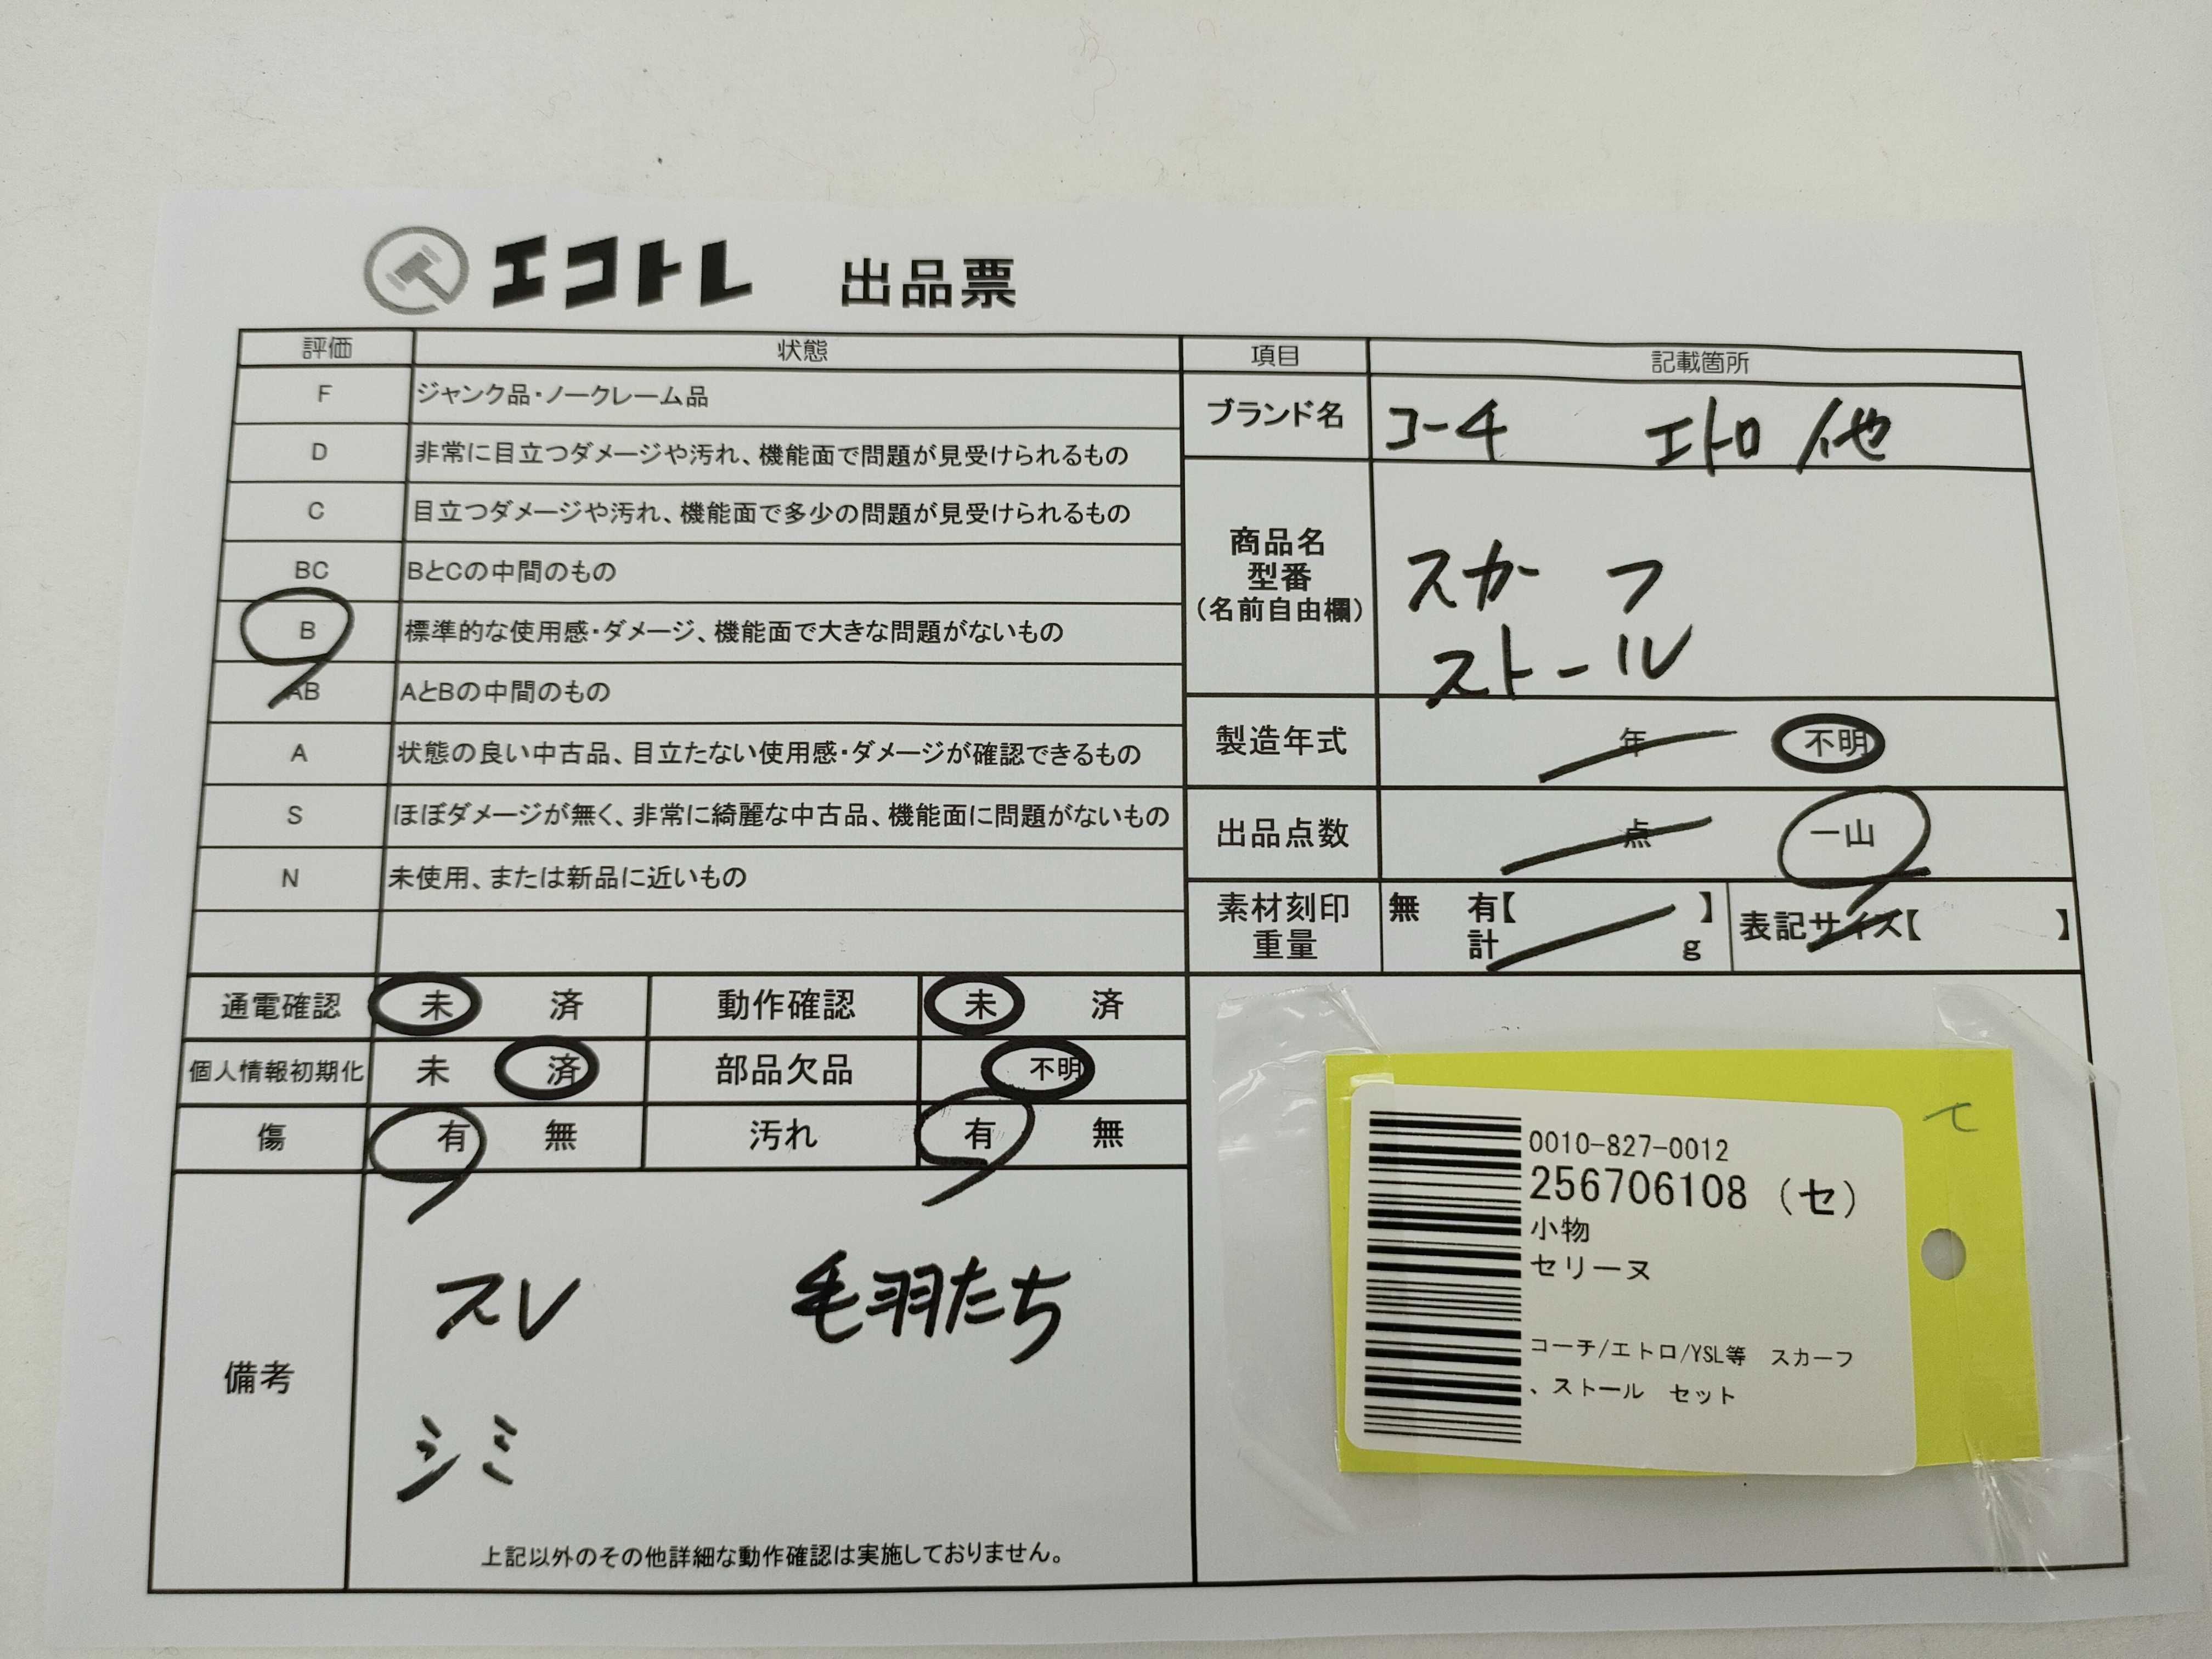 エコトレ 出品票
評価 状態
F ジャンク品・ノークレーム品
D 非常に目立つダメージや汚れ、機能面で問題が見受けられるもの
C 目立つダメージや汚れ、機能面で多少の問題が見受けられるもの
BC BとCの中間のもの
B 標準的な使用感・ダメージ、機能面で大きな問題がないもの
AB AとBの中間のもの
A 状態の良い中古品、目立たない使用感・ダメージが確認できるもの
S ほぼダメージが無く、非常に綺麗な中古品、機能面に問題がないもの
N 未使用、または新品に近いもの
項目 記載箇所
ブランド名 コーチ エトロ/他
商品名
型番
(名前自由欄)
スカーフ
ストール
製造年式 年 不明
出品点数 点 一山
素材刻印 無 有【 】 表記サイズ【 】
重量 計 g
通電確認 未 済 動作確認 未 済
個人情報初期化 未 済 部品欠品 不明
傷 有 無 汚れ 有 無
備考
スレ 毛羽たち
シミ
上記以外のその他詳細な動作確認は実施しておりません。
0010-827-0012
256706108 (セ)
小物
セリーヌ
コーチ/エトロ/YSL等 スカーフ
、ストール セット